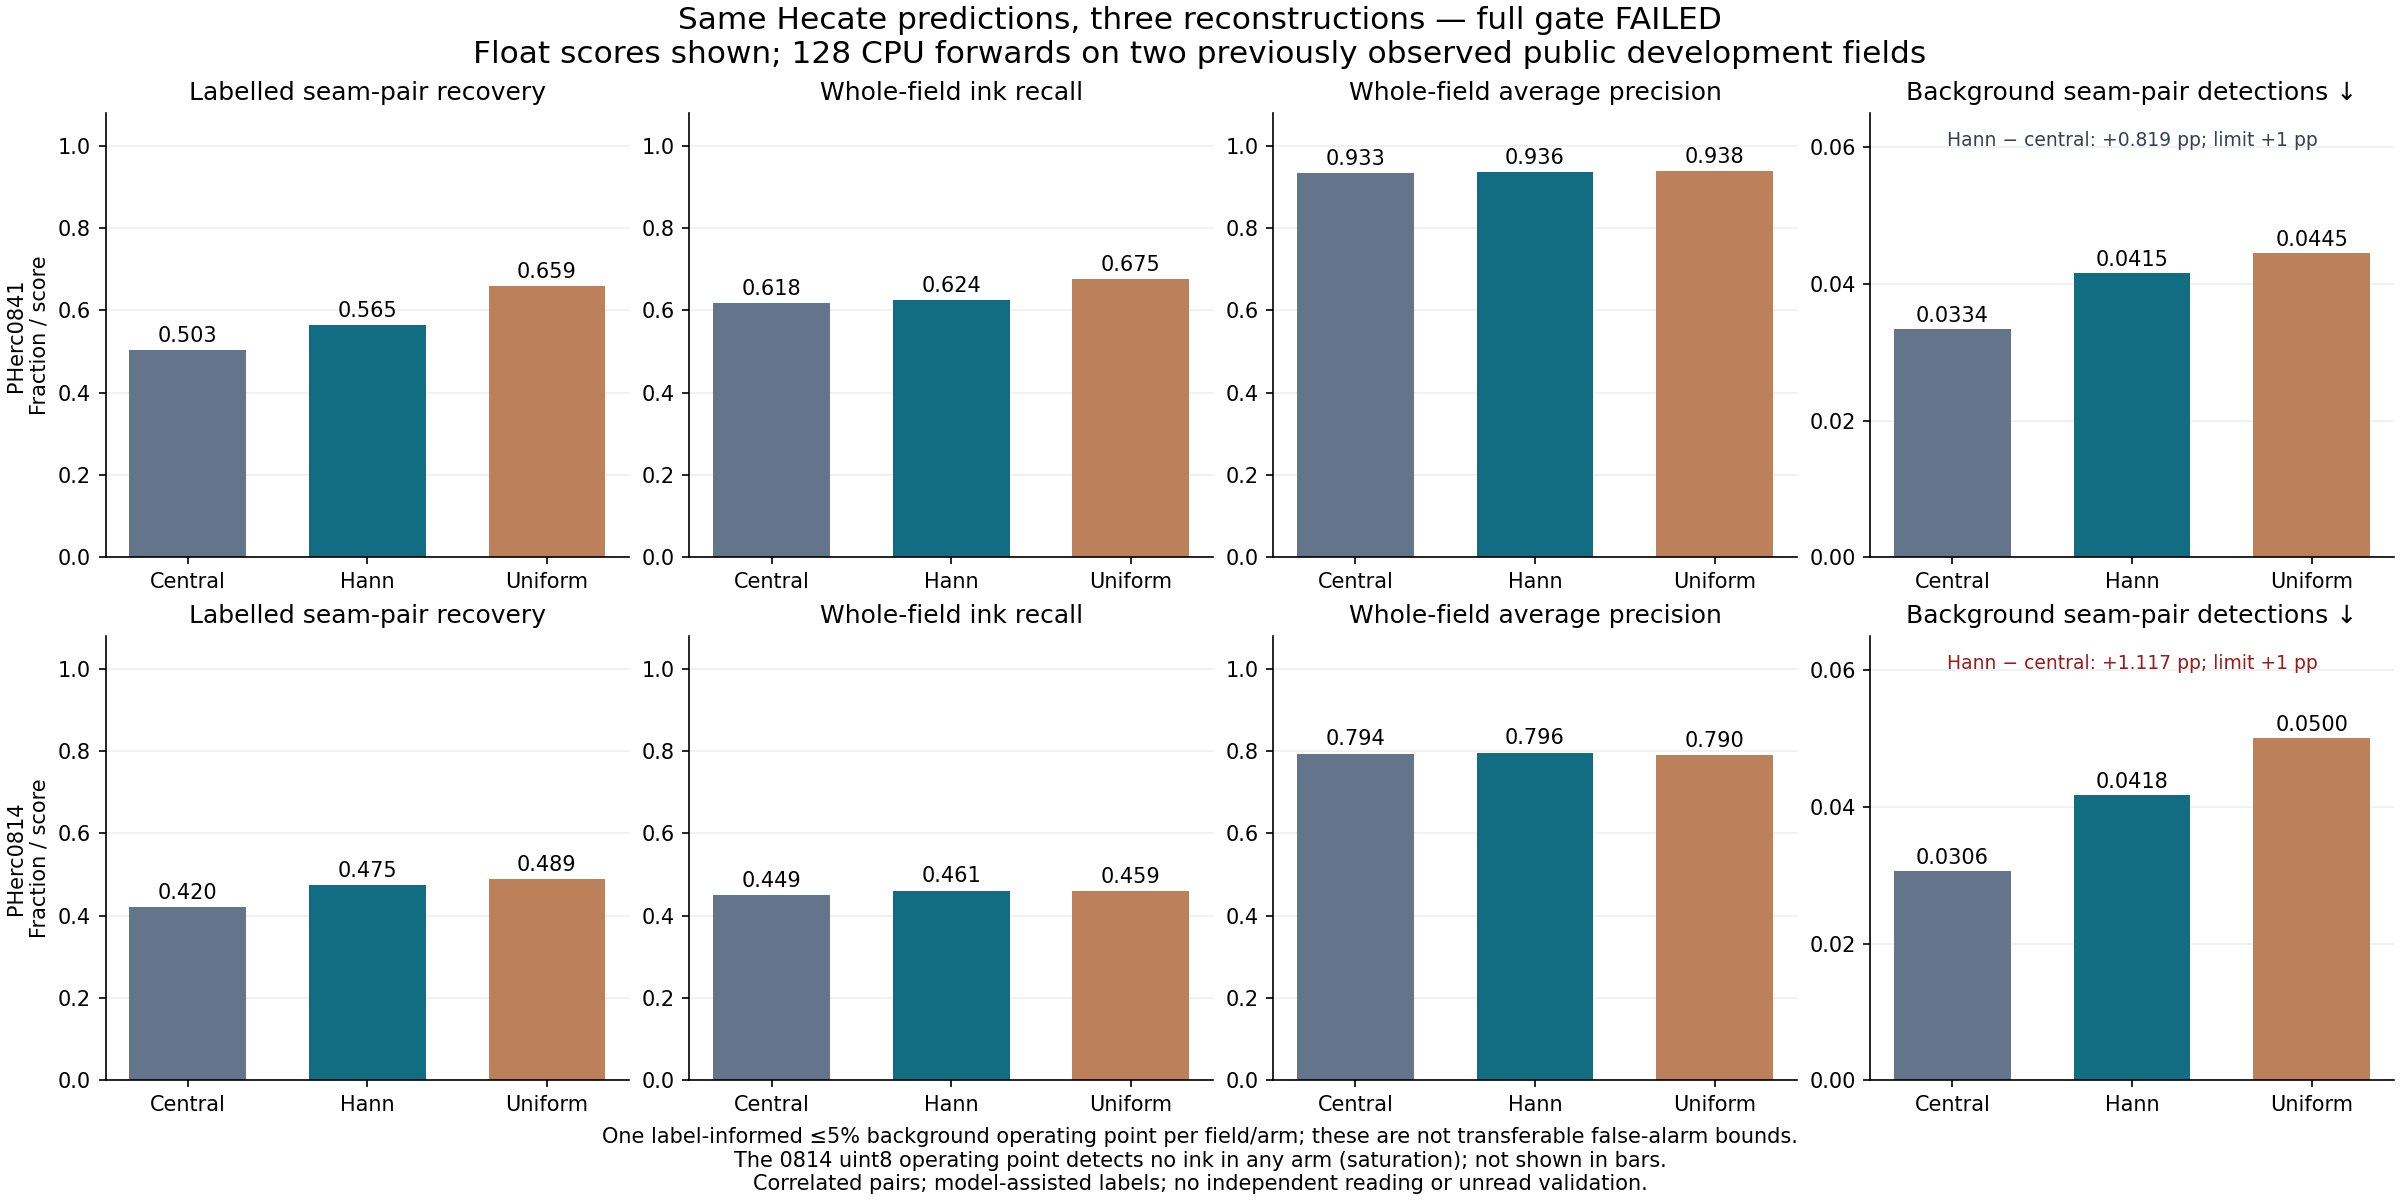 Same Hecate predictions, three reconstructions — full gate FAILED
Float scores shown; 128 CPU forwards on two previously observed public development fields
Labelled seam-pair recovery
PHerc0841
Fraction / score
1.0
0.8
0.6
0.4
0.2
0.0
0.503
0.565
0.659
Central
Hann
Uniform
Whole-field ink recall
1.0
0.8
0.6
0.4
0.2
0.0
0.618
0.624
0.675
Central
Hann
Uniform
Whole-field average precision
1.0
0.8
0.6
0.4
0.2
0.0
0.933
0.936
0.938
Central
Hann
Uniform
Background seam-pair detections ↓
Hann − central: +0.819 pp; limit +1 pp
0.06
0.04
0.02
0.00
0.0334
0.0415
0.0445
Central
Hann
Uniform
Labelled seam-pair recovery
PHerc0814
Fraction / score
1.0
0.8
0.6
0.4
0.2
0.0
0.420
0.475
0.489
Central
Hann
Uniform
Whole-field ink recall
1.0
0.8
0.6
0.4
0.2
0.0
0.449
0.461
0.459
Central
Hann
Uniform
Whole-field average precision
1.0
0.8
0.6
0.4
0.2
0.0
0.794
0.796
0.790
Central
Hann
Uniform
Background seam-pair detections ↓
Hann − central: +1.117 pp; limit +1 pp
0.06
0.04
0.02
0.00
0.0306
0.0418
0.0500
Central
Hann
Uniform
One label-informed ≤5% background operating point per field/arm; these are not transferable false-alarm bounds.
The 0814 uint8 operating point detects no ink in any arm (saturation); not shown in bars.
Correlated pairs; model-assisted labels; no independent reading or unread validation.